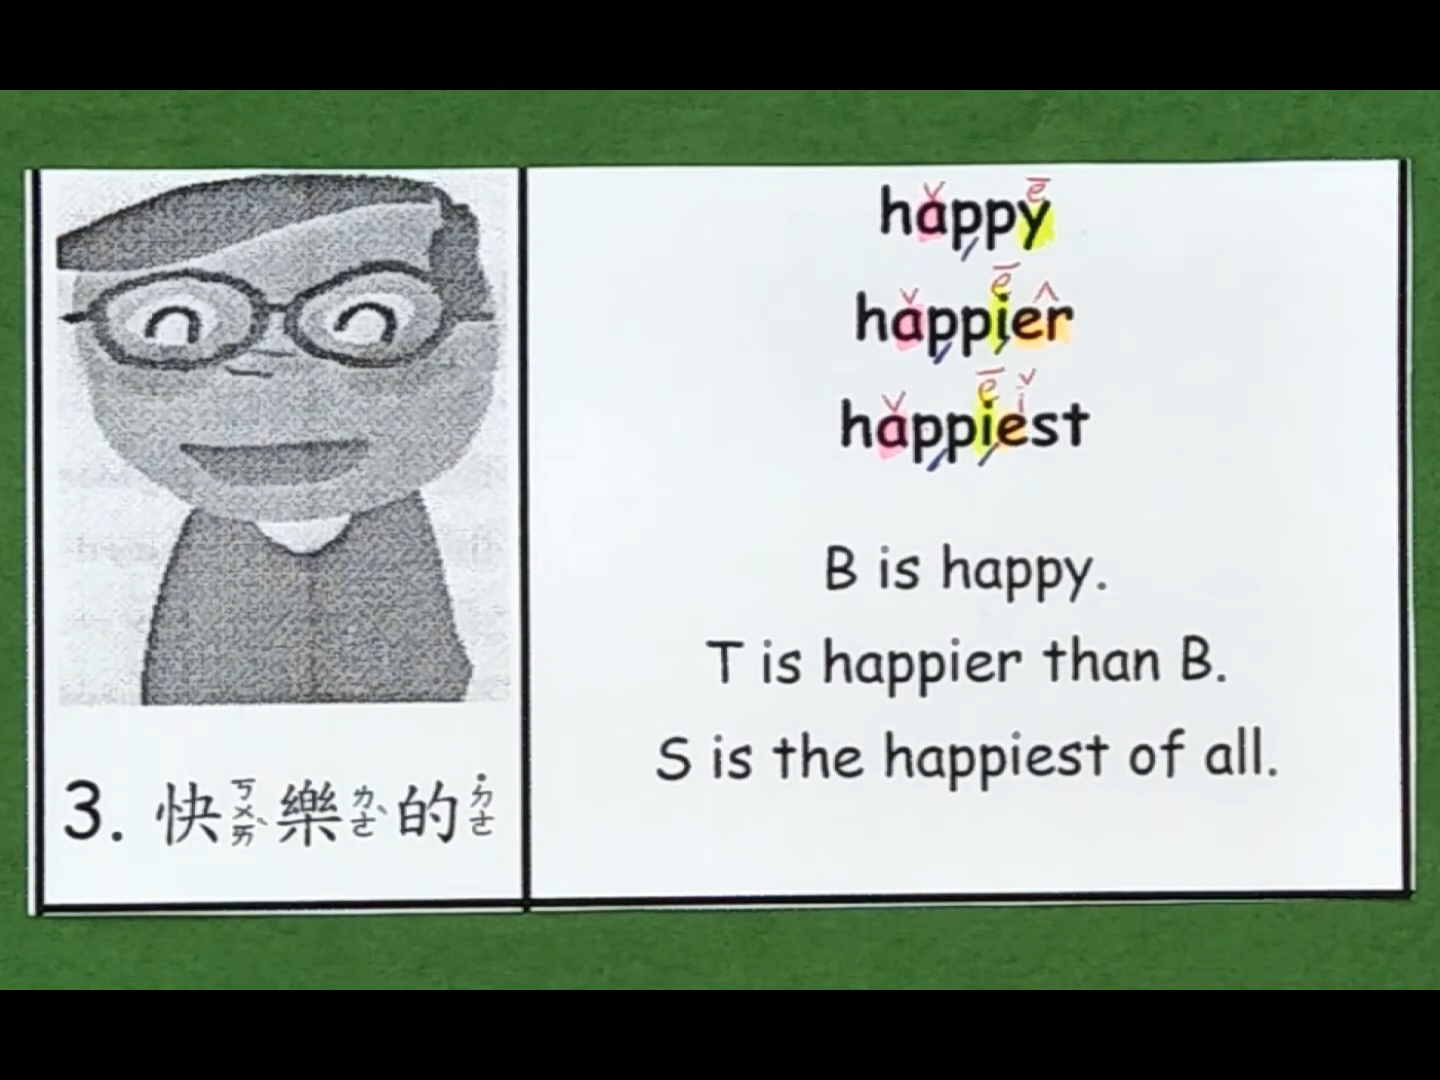 happy
happier
happiest
B is happy.
T is happier than B.
S is the happiest of all.
3. 快ㄎㄨㄞˋ樂ㄌㄜˋ的˙ㄉㄜ